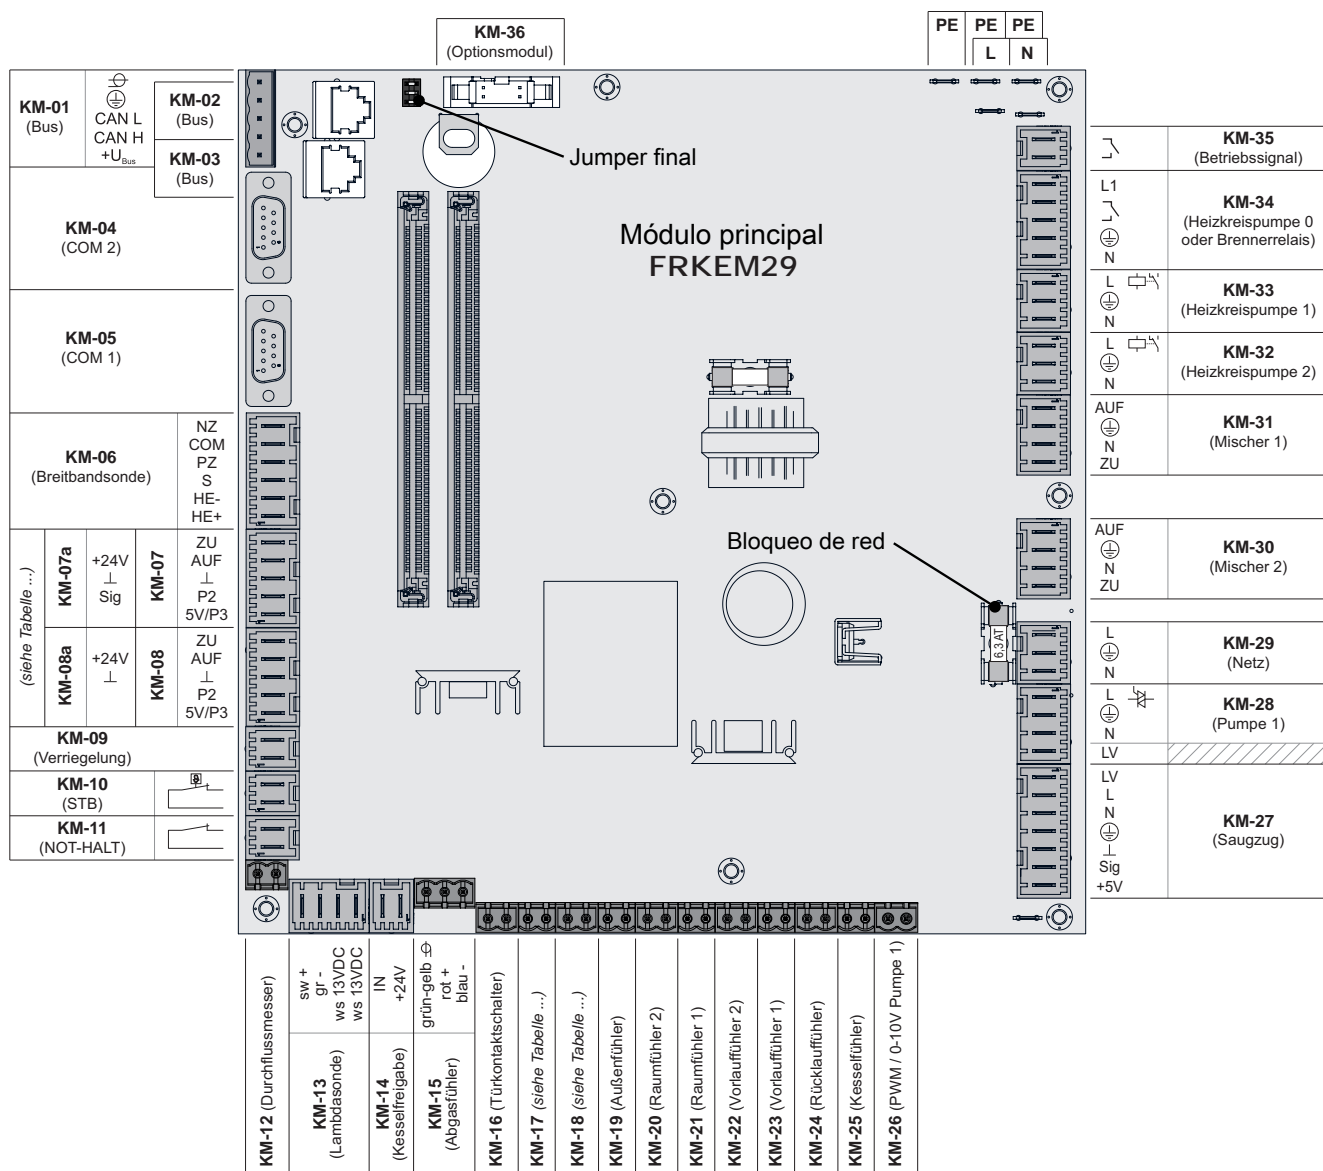 KM-36
(Optionsmodul)
PE PE PE
L N
KM-01
(Bus)
CAN L
CAN H
+UBus
KM-02
(Bus)
KM-03
(Bus)
KM-04
(COM 2)
KM-05
(COM 1)
KM-06
(Breitbandsonde)
NZ
COM
PZ
S
HE-
HE+
(siehe Tabelle ...)
KM-07a
+24V
⊥
Sig
KM-07
ZU
AUF
⊥
P2
5V/P3
KM-08a
+24V
⊥
KM-08
ZU
AUF
⊥
P2
5V/P3
KM-09
(Verriegelung)
KM-10
(STB)
KM-11
(NOT-HALT)
Jumper final
Módulo principal
FRKEM29
Bloqueo de red
6,3 AT
KM-35
(Betriebssignal)
L1
N
KM-34
(Heizkreispumpe 0
oder Brennerrelais)
L
N
KM-33
(Heizkreispumpe 1)
L
N
KM-32
(Heizkreispumpe 2)
AUF
N
ZU
KM-31
(Mischer 1)
AUF
N
ZU
KM-30
(Mischer 2)
L
N
KM-29
(Netz)
L
N
LV
KM-28
(Pumpe 1)
LV
L
N
⊥
Sig
+5V
KM-27
(Saugzug)
KM-12 (Durchflussmesser)
sw +
gr -
ws 13VDC
ws 13VDC
KM-13
(Lambdasonde)
IN
+24V
KM-14
(Kesselfreigabe)
grün-gelb
rot +
blau -
KM-15
(Abgasfühler)
KM-16 (Türkontaktschalter)
KM-17 (siehe Tabelle ...)
KM-18 (siehe Tabelle ...)
KM-19 (Außenfühler)
KM-20 (Raumfühler 2)
KM-21 (Raumfühler 1)
KM-22 (Vorlauffühler 2)
KM-23 (Vorlauffühler 1)
KM-24 (Rücklauffühler)
KM-25 (Kesselfühler)
KM-26 (PWM / 0-10V Pumpe 1)